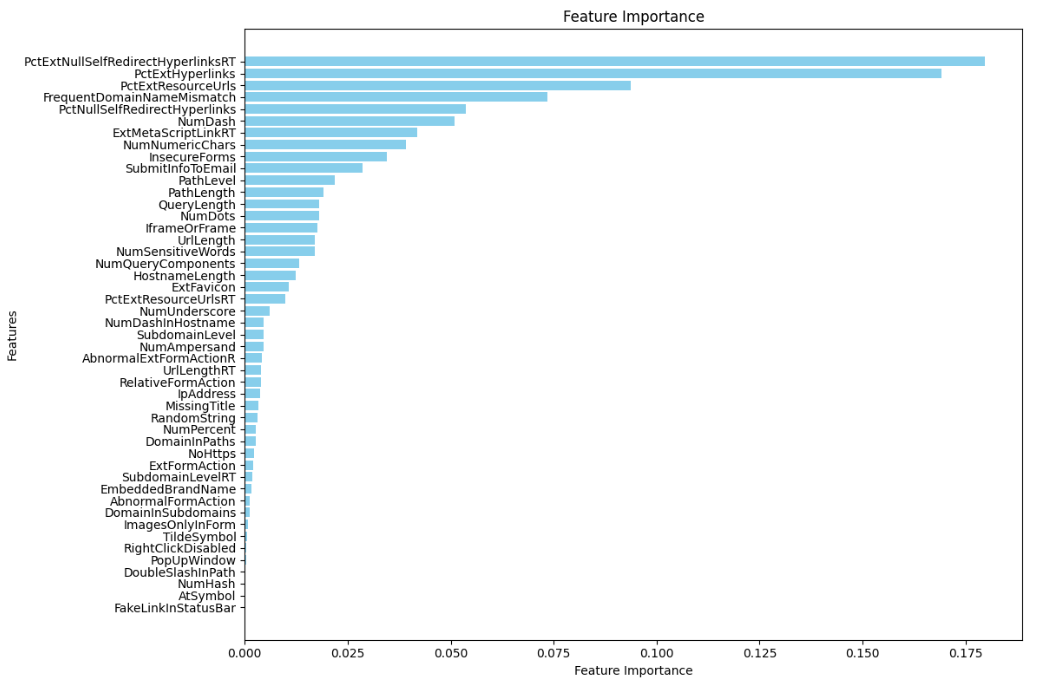 Feature Importance
PctExtNullSelfRedirectHyperlinksRT
PctExtHyperlinks
PctExtResourceUrls
FrequentDomainNameMismatch
PctNullSelfRedirectHyperlinks
NumDash
ExtMetaScriptLinkRT
NumNumericChars
InsecureForms
SubmitInfoToEmail
PathLevel
PathLength
QueryLength
NumDots
IframeOrFrame
UrlLength
NumSensitiveWords
NumQueryComponents
HostnameLength
ExtFavicon
PctExtResourceUrlsRT
NumUnderscore
NumDashInHostname
SubdomainLevel
NumAmpersand
AbnormalExtFormActionR
UrlLengthRT
RelativeFormAction
IpAddress
MissingTitle
RandomString
NumPercent
DomainInPaths
NoHttps
ExtFormAction
SubdomainLevelRT
EmbeddedBrandName
AbnormalFormAction
DomainInSubdomains
ImagesOnlyInForm
TildeSymbol
RightClickDisabled
PopUpWindow
DoubleSlashInPath
NumHash
AtSymbol
FakeLinkInStatusBar
Features
0.000 0.025 0.050 0.075 0.100 0.125 0.150 0.175
Feature Importance